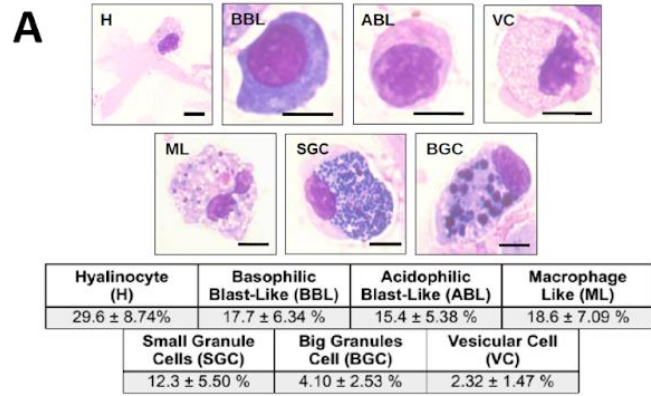 A
H
BBL
ABL
VC
ML
SGC
BGC
Hyalinocyte (H)
Basophilic Blast-Like (BBL)
Acidophilic Blast-Like (ABL)
Macrophage Like (ML)
29.6 ± 8.74%
17.7 ± 6.34 %
15.4 ± 5.38 %
18.6 ± 7.09 %
Small Granule Cells (SGC)
Big Granules Cell (BGC)
Vesicular Cell (VC)
12.3 ± 5.50 %
4.10 ± 2.53 %
2.32 ± 1.47 %